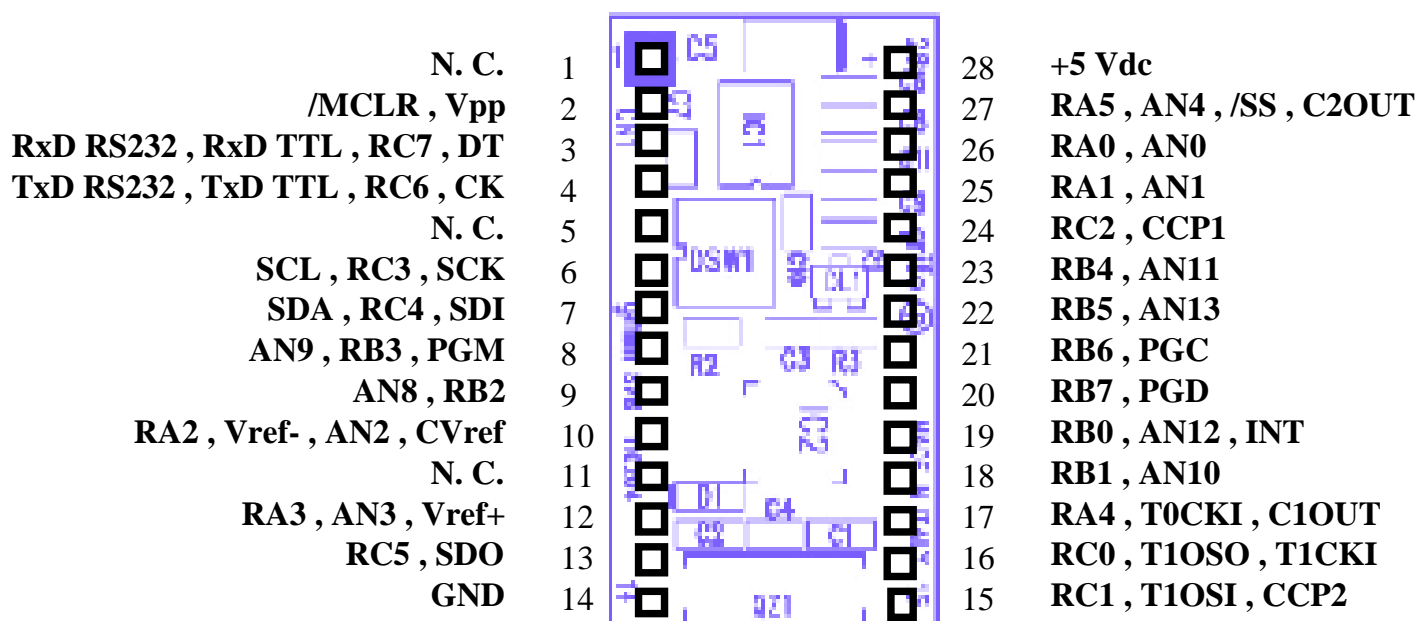 N. C. 1 C5 28 +5 Vdc
/MCLR , Vpp 2 27 RA5 , AN4 , /SS , C2OUT
RxD RS232 , RxD TTL , RC7 , DT 3 26 RA0 , AN0
TxD RS232 , TxD TTL , RC6 , CK 4 25 RA1 , AN1
N. C. 5 24 RC2 , CCP1
SCL , RC3 , SCK 6 DSW1 23 RB4 , AN11
SDA , RC4 , SDI 7 22 RB5 , AN13
AN9 , RB3 , PGM 8 R2 C3 R3 21 RB6 , PGC
AN8 , RB2 9 20 RB7 , PGD
RA2 , Vref- , AN2 , CVref 10 IC2 19 RB0 , AN12 , INT
N. C. 11 D1 18 RB1 , AN10
RA3 , AN3 , Vref+ 12 C4 17 RA4 , T0CKI , C1OUT
RC5 , SDO 13 C2 C1 16 RC0 , T1OSO , T1CKI
GND 14 QZ1 15 RC1 , T1OSI , CCP2